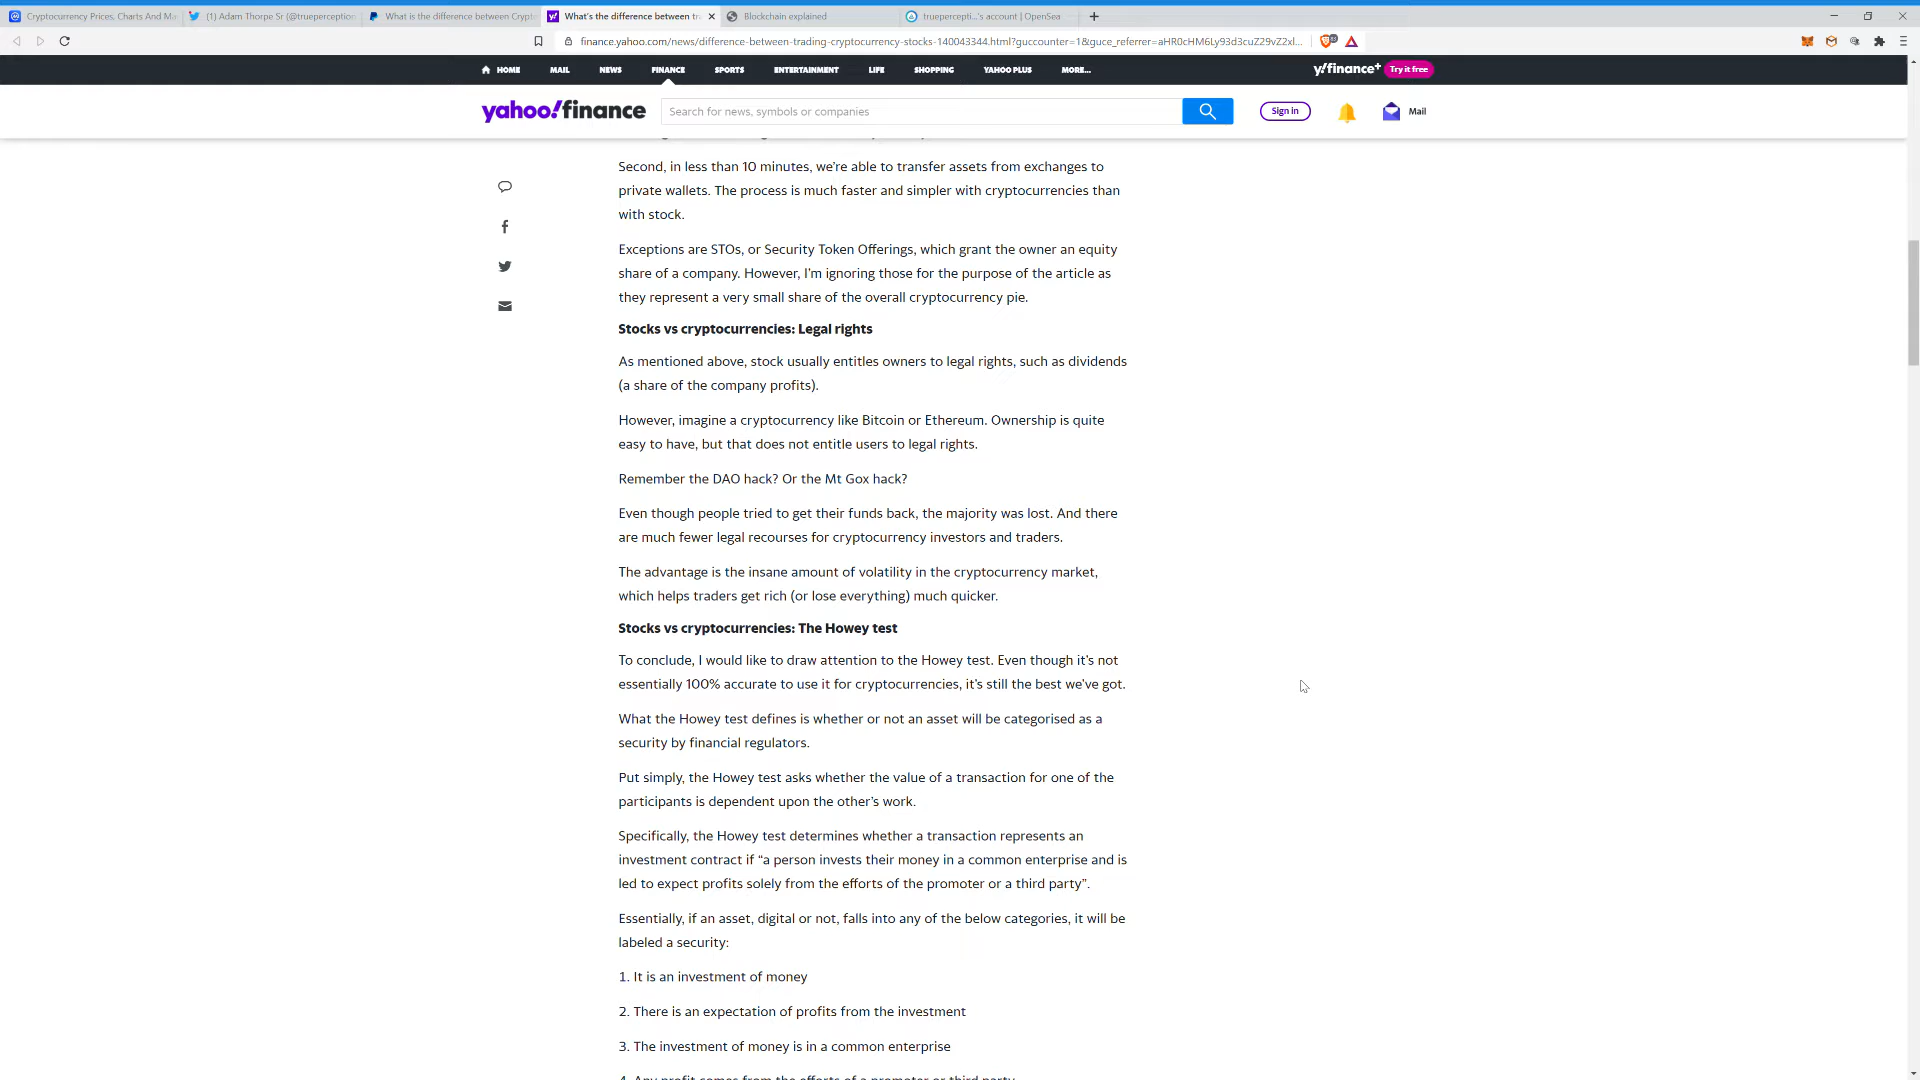 Cryptocurrency Prices, Charts And Ma
(1) Adam Thorpe Sr (@trueperception
What is the difference between Crypt
What's the difference between tr
Blockchain explained
truepercepti...'s account | OpenSea
finance.yahoo.com/news/difference-between-trading-cryptocurrency-stocks-140043344.html?guccounter=1&guce_referrer=aHR0cHM6Ly93d3cuZ29vZ2xl...
HOME MAIL NEWS FINANCE SPORTS ENTERTAINMENT LIFE SHOPPING YAHOO PLUS MORE...
y!finance+ Try it free
yahoo!finance
Search for news, symbols or companies
Sign in
Mail
Second, in less than 10 minutes, we're able to transfer assets from exchanges to
private wallets. The process is much faster and simpler with cryptocurrencies than
with stock.
Exceptions are STOs, or Security Token Offerings, which grant the owner an equity
share of a company. However, I'm ignoring those for the purpose of the article as
they represent a very small share of the overall cryptocurrency pie.
Stocks vs cryptocurrencies: Legal rights
As mentioned above, stock usually entitles owners to legal rights, such as dividends
(a share of the company profits).
However, imagine a cryptocurrency like Bitcoin or Ethereum. Ownership is quite
easy to have, but that does not entitle users to legal rights.
Remember the DAO hack? Or the Mt Gox hack?
Even though people tried to get their funds back, the majority was lost. And there
are much fewer legal recourses for cryptocurrency investors and traders.
The advantage is the insane amount of volatility in the cryptocurrency market,
which helps traders get rich (or lose everything) much quicker.
Stocks vs cryptocurrencies: The Howey test
To conclude, I would like to draw attention to the Howey test. Even though it's not
essentially 100% accurate to use it for cryptocurrencies, it's still the best we've got.
What the Howey test defines is whether or not an asset will be categorised as a
security by financial regulators.
Put simply, the Howey test asks whether the value of a transaction for one of the
participants is dependent upon the other's work.
Specifically, the Howey test determines whether a transaction represents an
investment contract if “a person invests their money in a common enterprise and is
led to expect profits solely from the efforts of the promoter or a third party”.
Essentially, if an asset, digital or not, falls into any of the below categories, it will be
labeled a security:
1. It is an investment of money
2. There is an expectation of profits from the investment
3. The investment of money is in a common enterprise
4. Any profit comes from the efforts of a promoter or third party